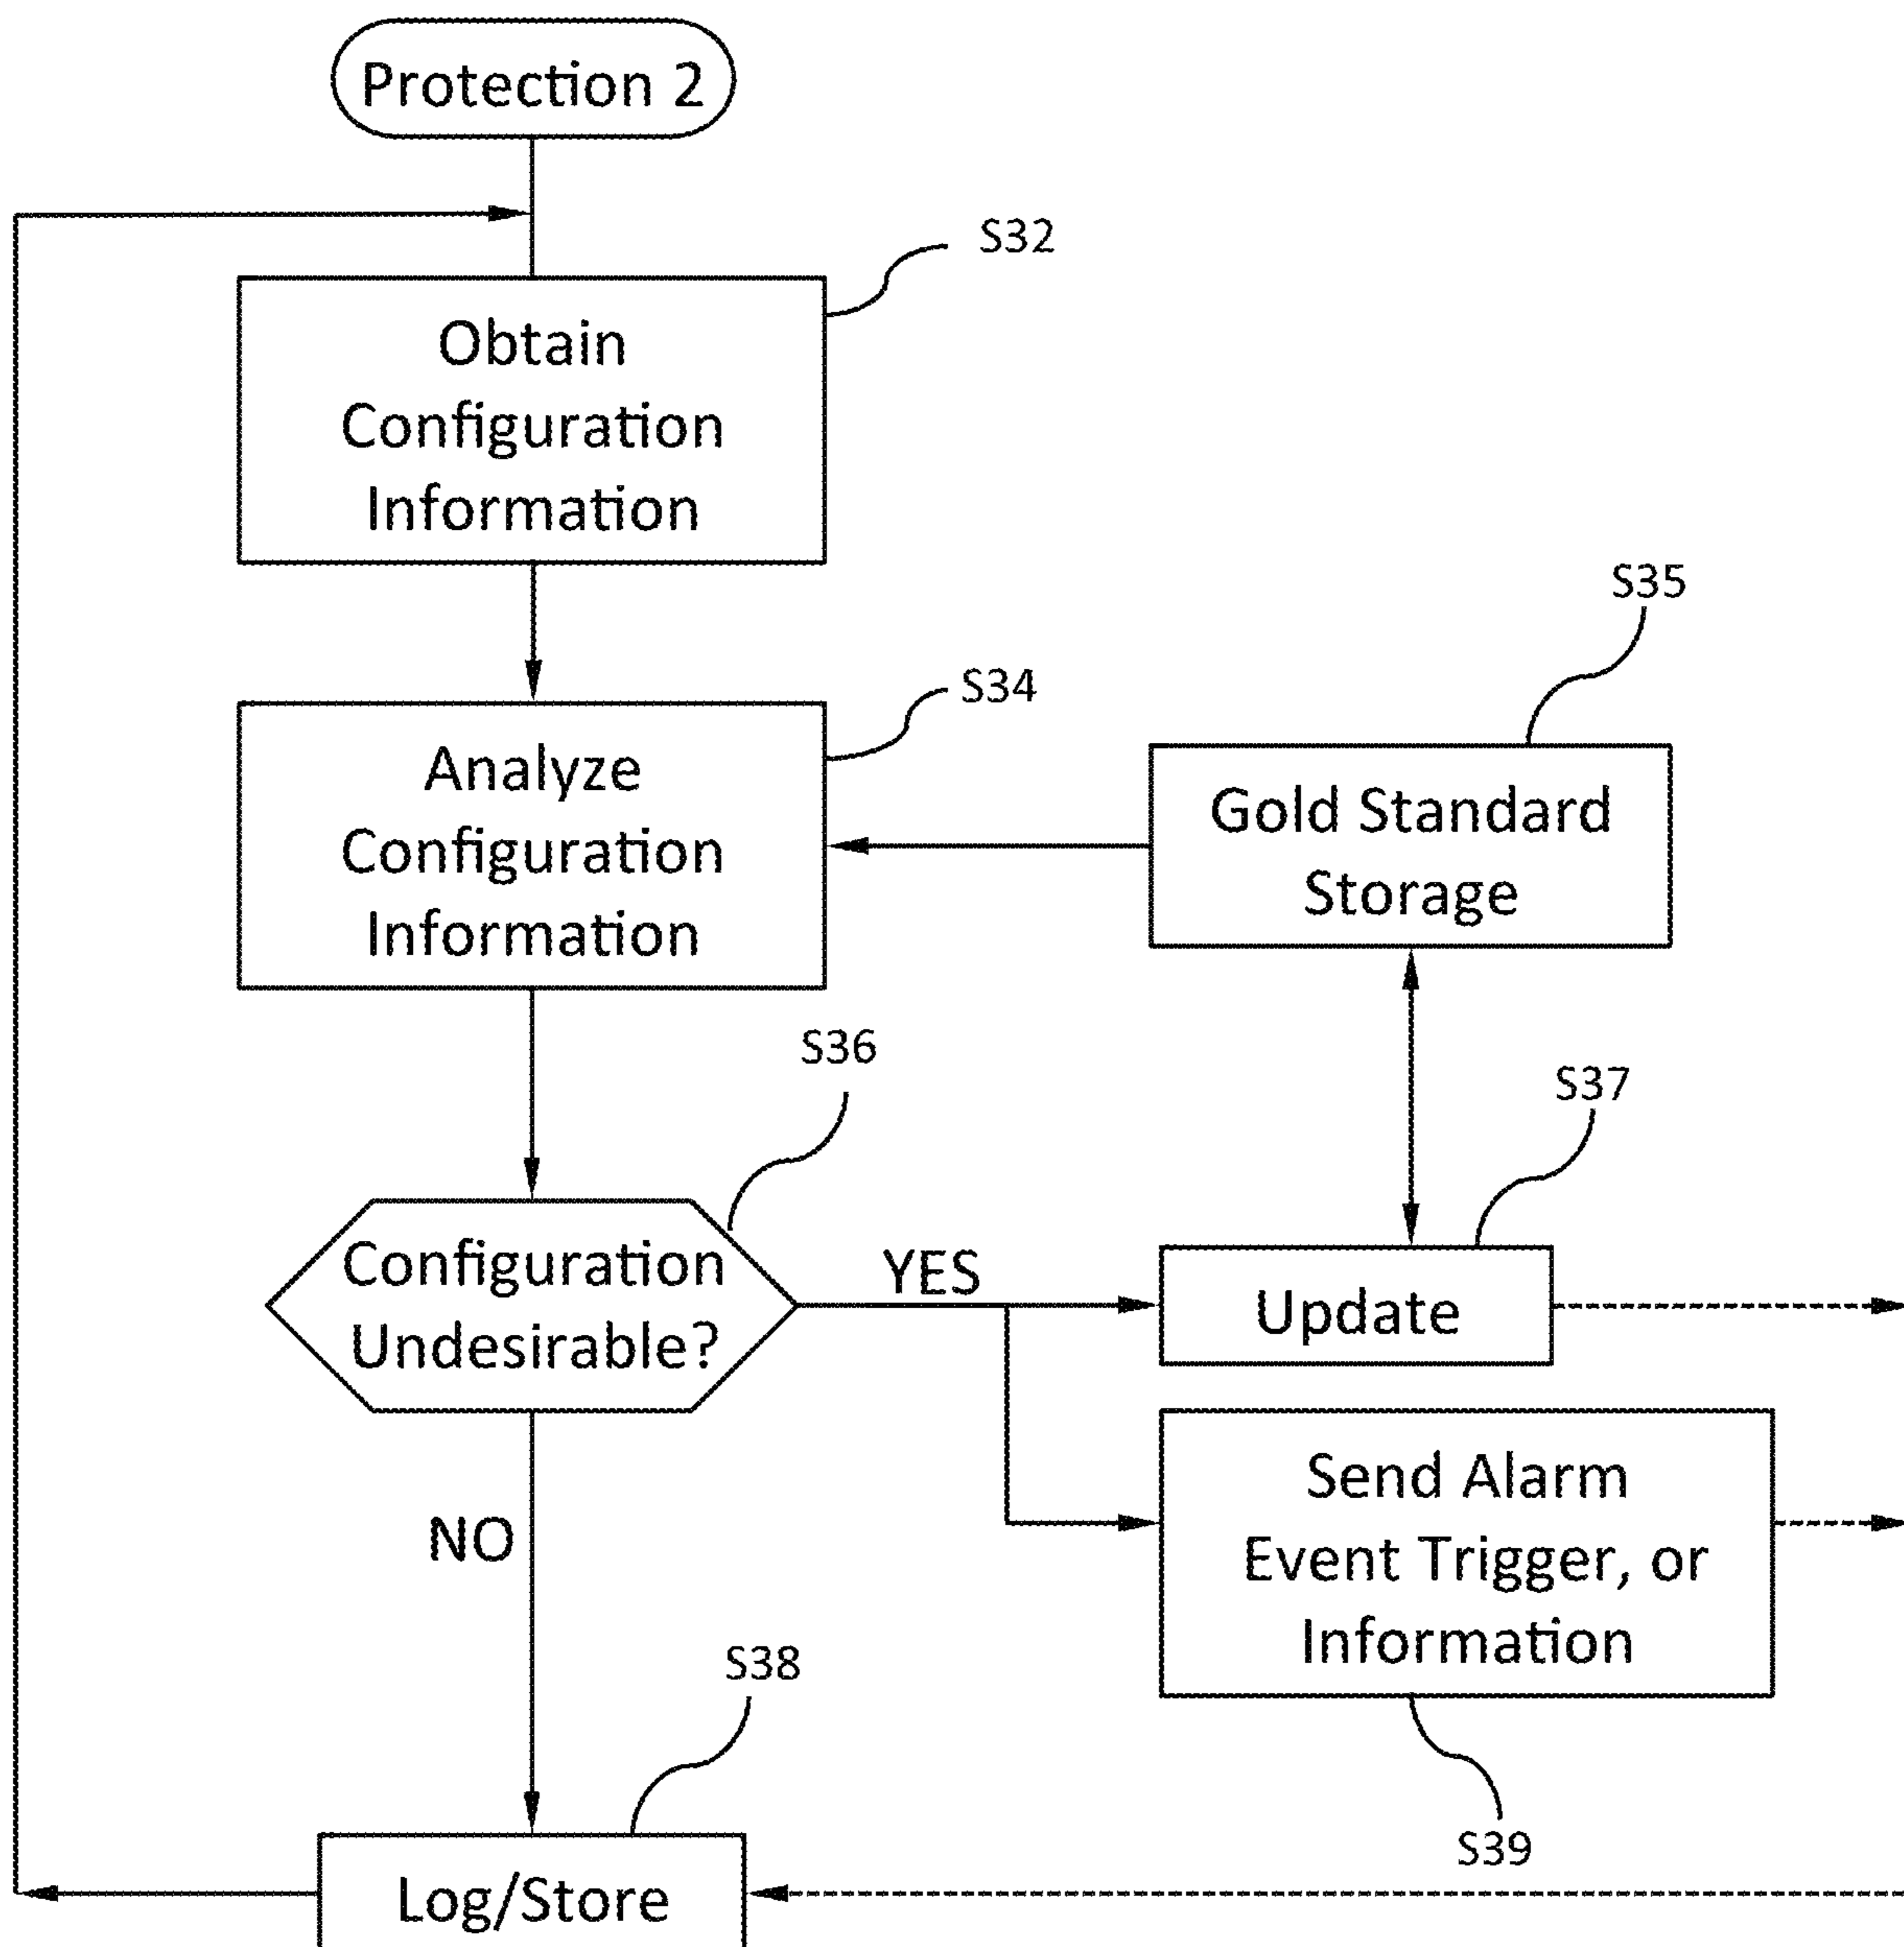 Protection 2
S32
Obtain
Configuration
Information
S34
Analyze
Configuration
Information
S35
Gold Standard
Storage
S36
Configuration
Undesirable?
YES
S37
Update
NO
Send Alarm
Event Trigger, or
Information
S39
S38
Log/Store